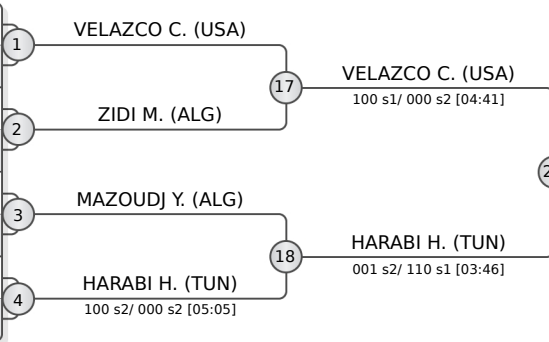 VELAZCO C. (USA)
1
17
VELAZCO C. (USA)
100 s1/ 000 s2 [04:41]
ZIDI M. (ALG)
2
MAZOUDJ Y. (ALG)
3
18
HARABI H. (TUN)
001 s2/ 110 s1 [03:46]
HARABI H. (TUN)
4
100 s2/ 000 s2 [05:05]